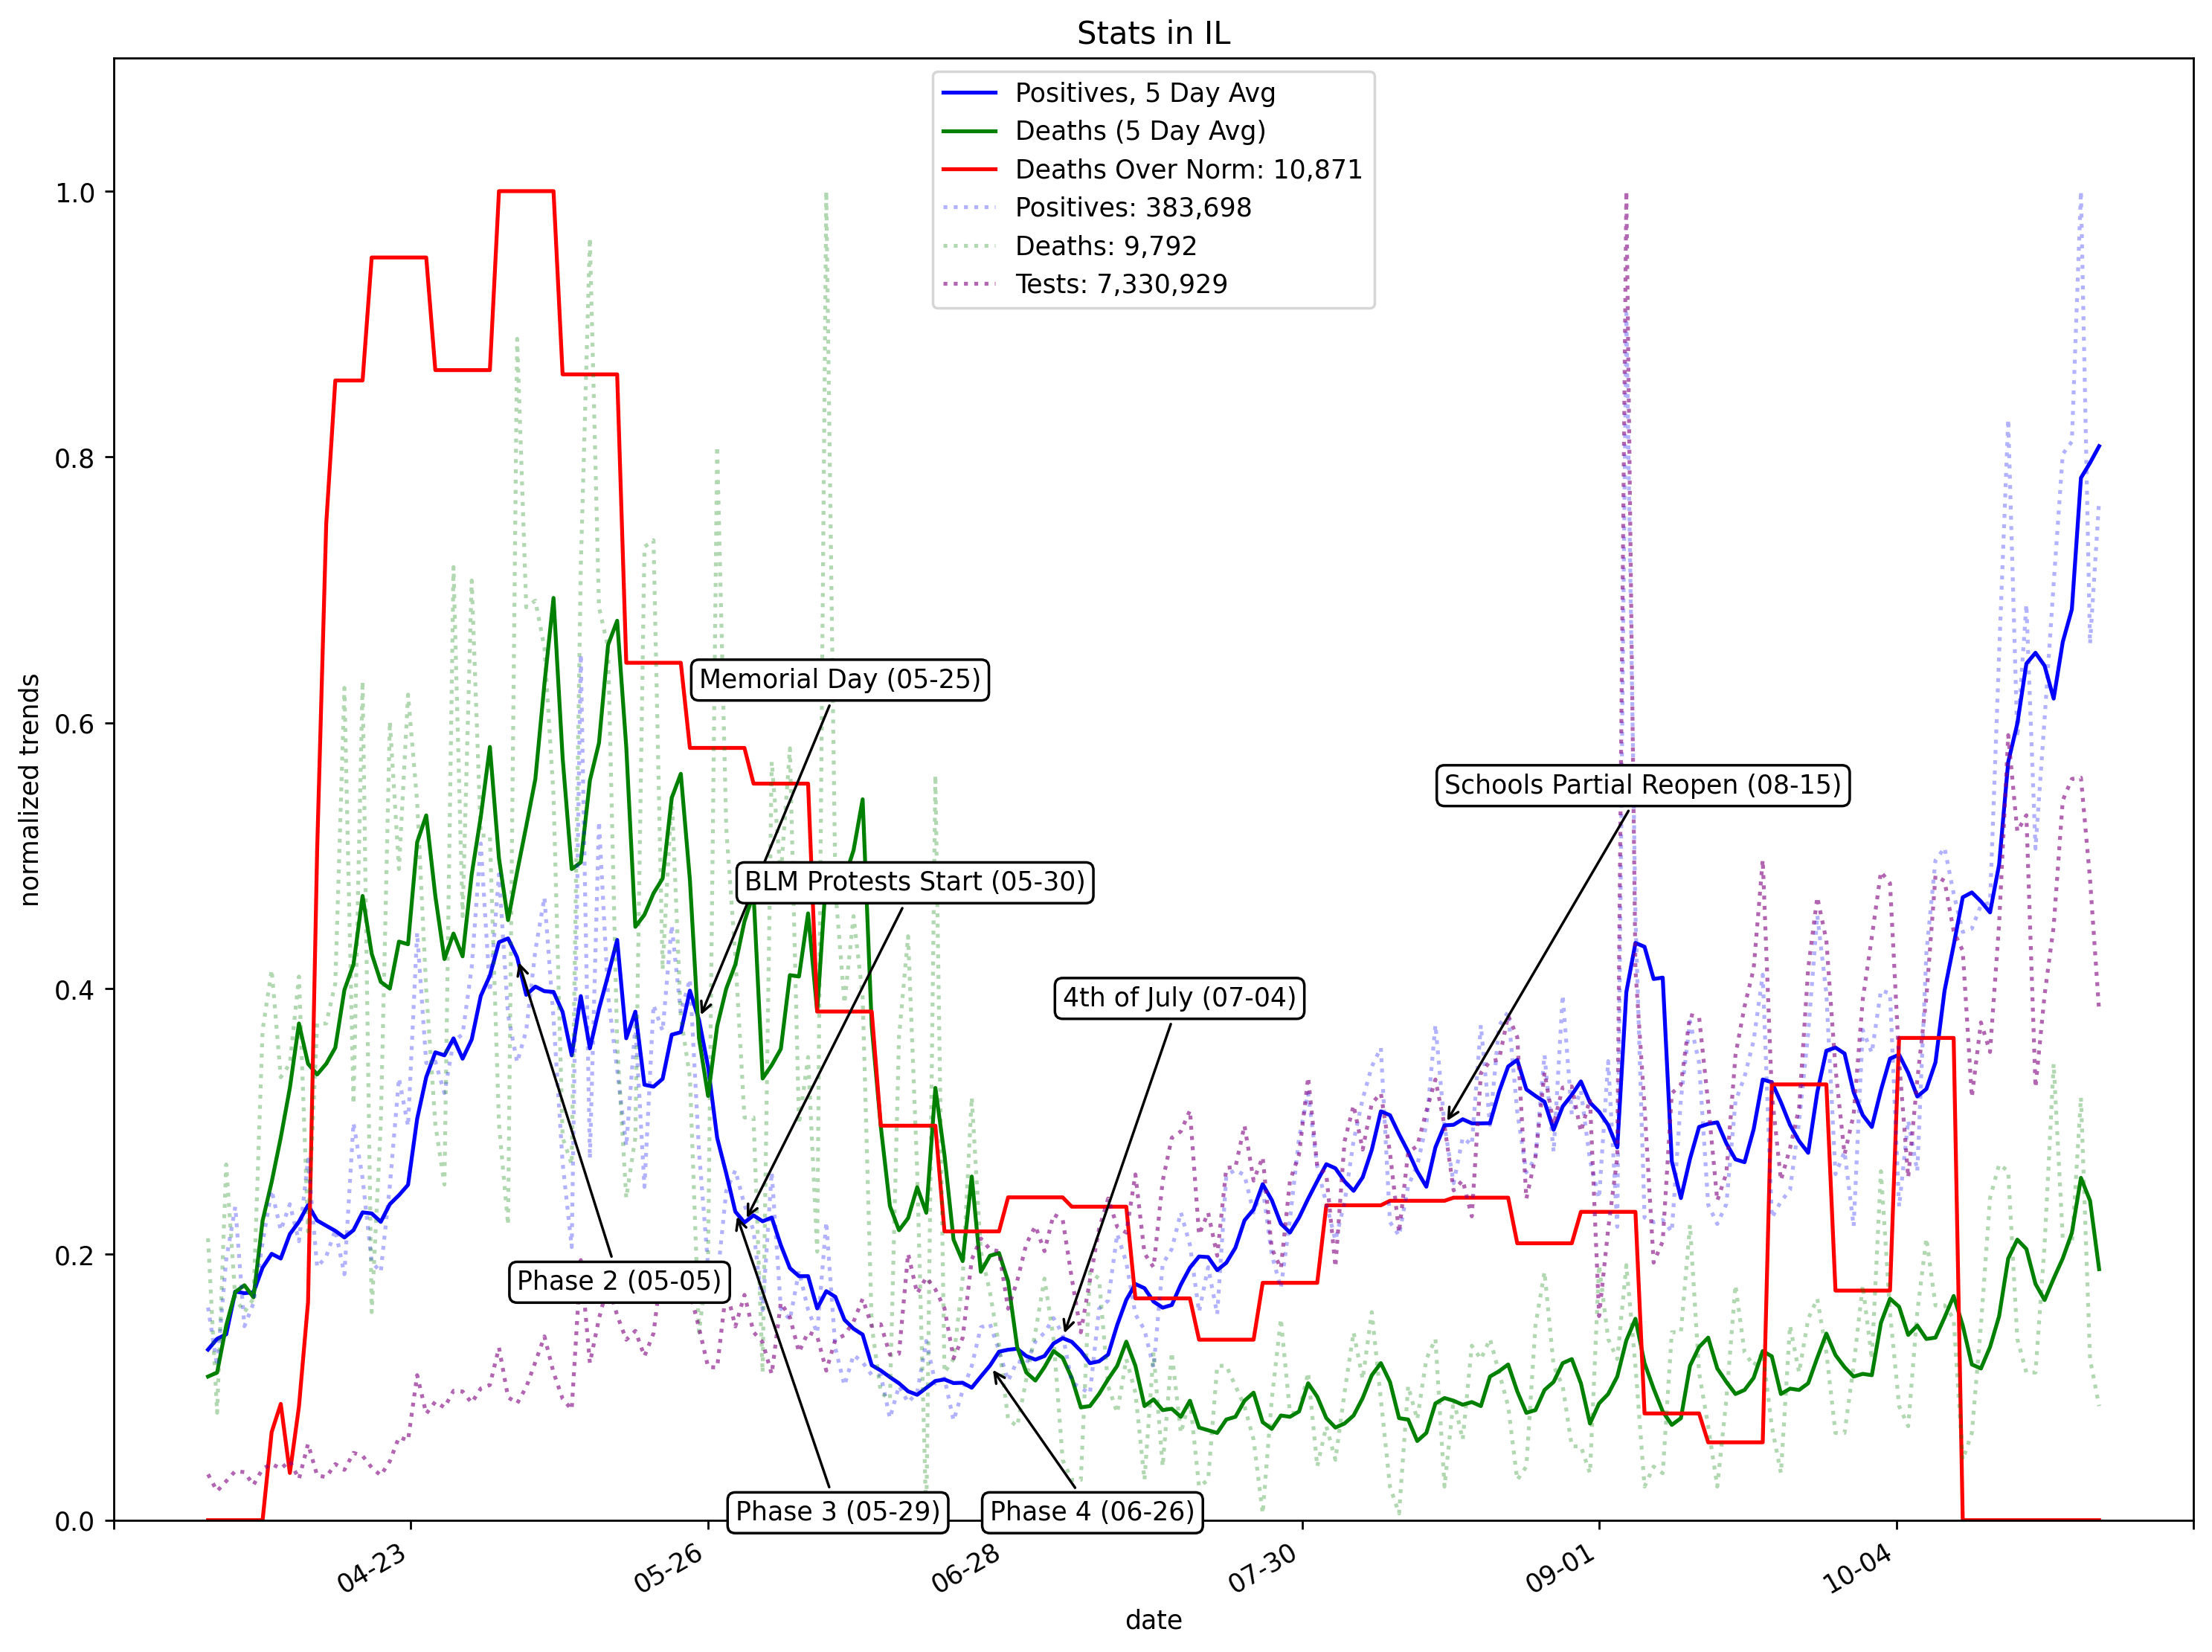 Stats in IL
Positives, 5 Day Avg
Deaths (5 Day Avg)
Deaths Over Norm: 10,871
Positives: 383,698
Deaths: 9,792
Tests: 7,330,929
normalized trends
1.0
0.8
0.6
0.4
0.2
0.0
Memorial Day (05-25)
Schools Partial Reopen (08-15)
BLM Protests Start (05-30)
4th of July (07-04)
Phase 2 (05-05)
Phase 3 (05-29)
Phase 4 (06-26)
04-23
05-26
06-28
07-30
09-01
10-04
date